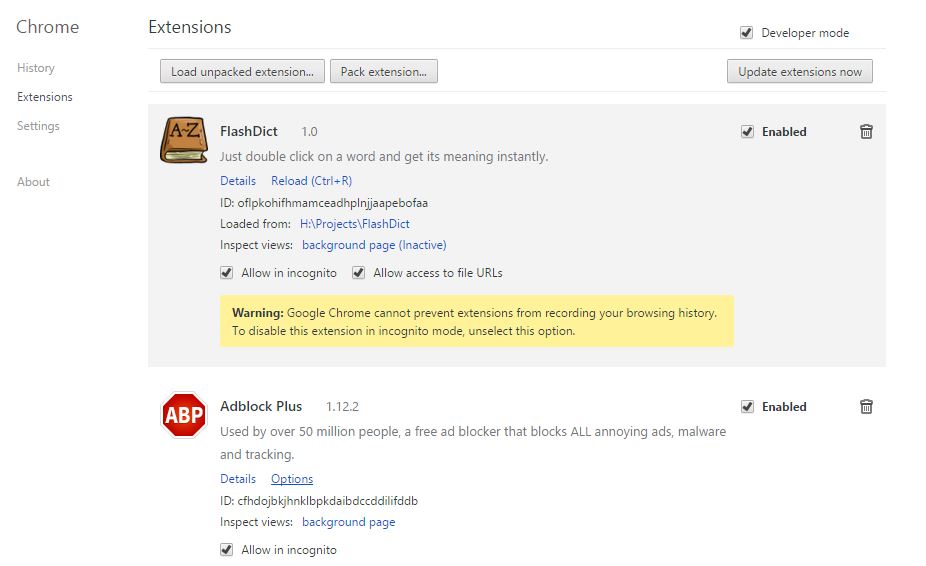 Chrome
Extensions
Developer mode
History
Extensions
Settings
About
Load unpacked extension...
Pack extension...
Update extensions now
A-Z
FlashDict 1.0
Enabled
Just double click on a word and get its meaning instantly.
Details Reload (Ctrl+R)
ID: oflpkohifhmamceadhplnjjaapebofaa
Loaded from: H:\Projects\FlashDict
Inspect views: background page (Inactive)
Allow in incognito Allow access to file URLs
Warning: Google Chrome cannot prevent extensions from recording your browsing history.
To disable this extension in incognito mode, unselect this option.
ABP
Adblock Plus 1.12.2
Enabled
Used by over 50 million people, a free ad blocker that blocks ALL annoying ads, malware
and tracking.
Details Options
ID: cfhdojbkjhnklbpkdaibdccddilifddb
Inspect views: background page
Allow in incognito